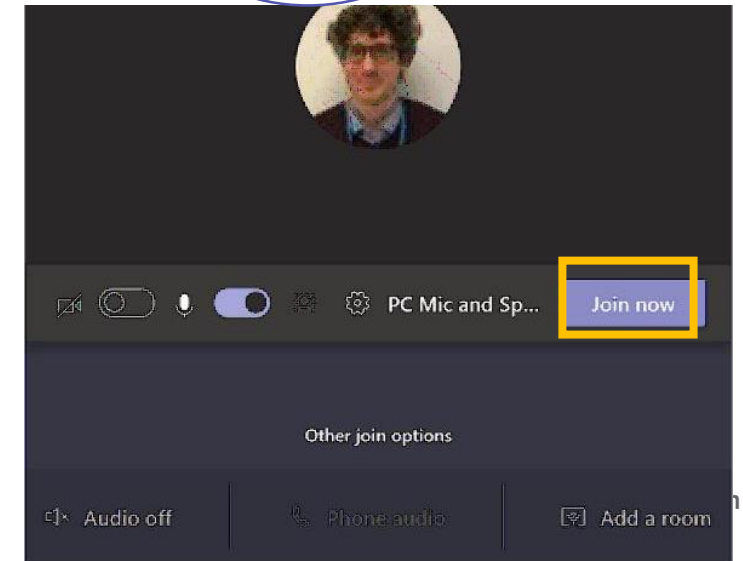 PC Mic and Sp... Join now
Other join options
Audio off Phone audio Add a room